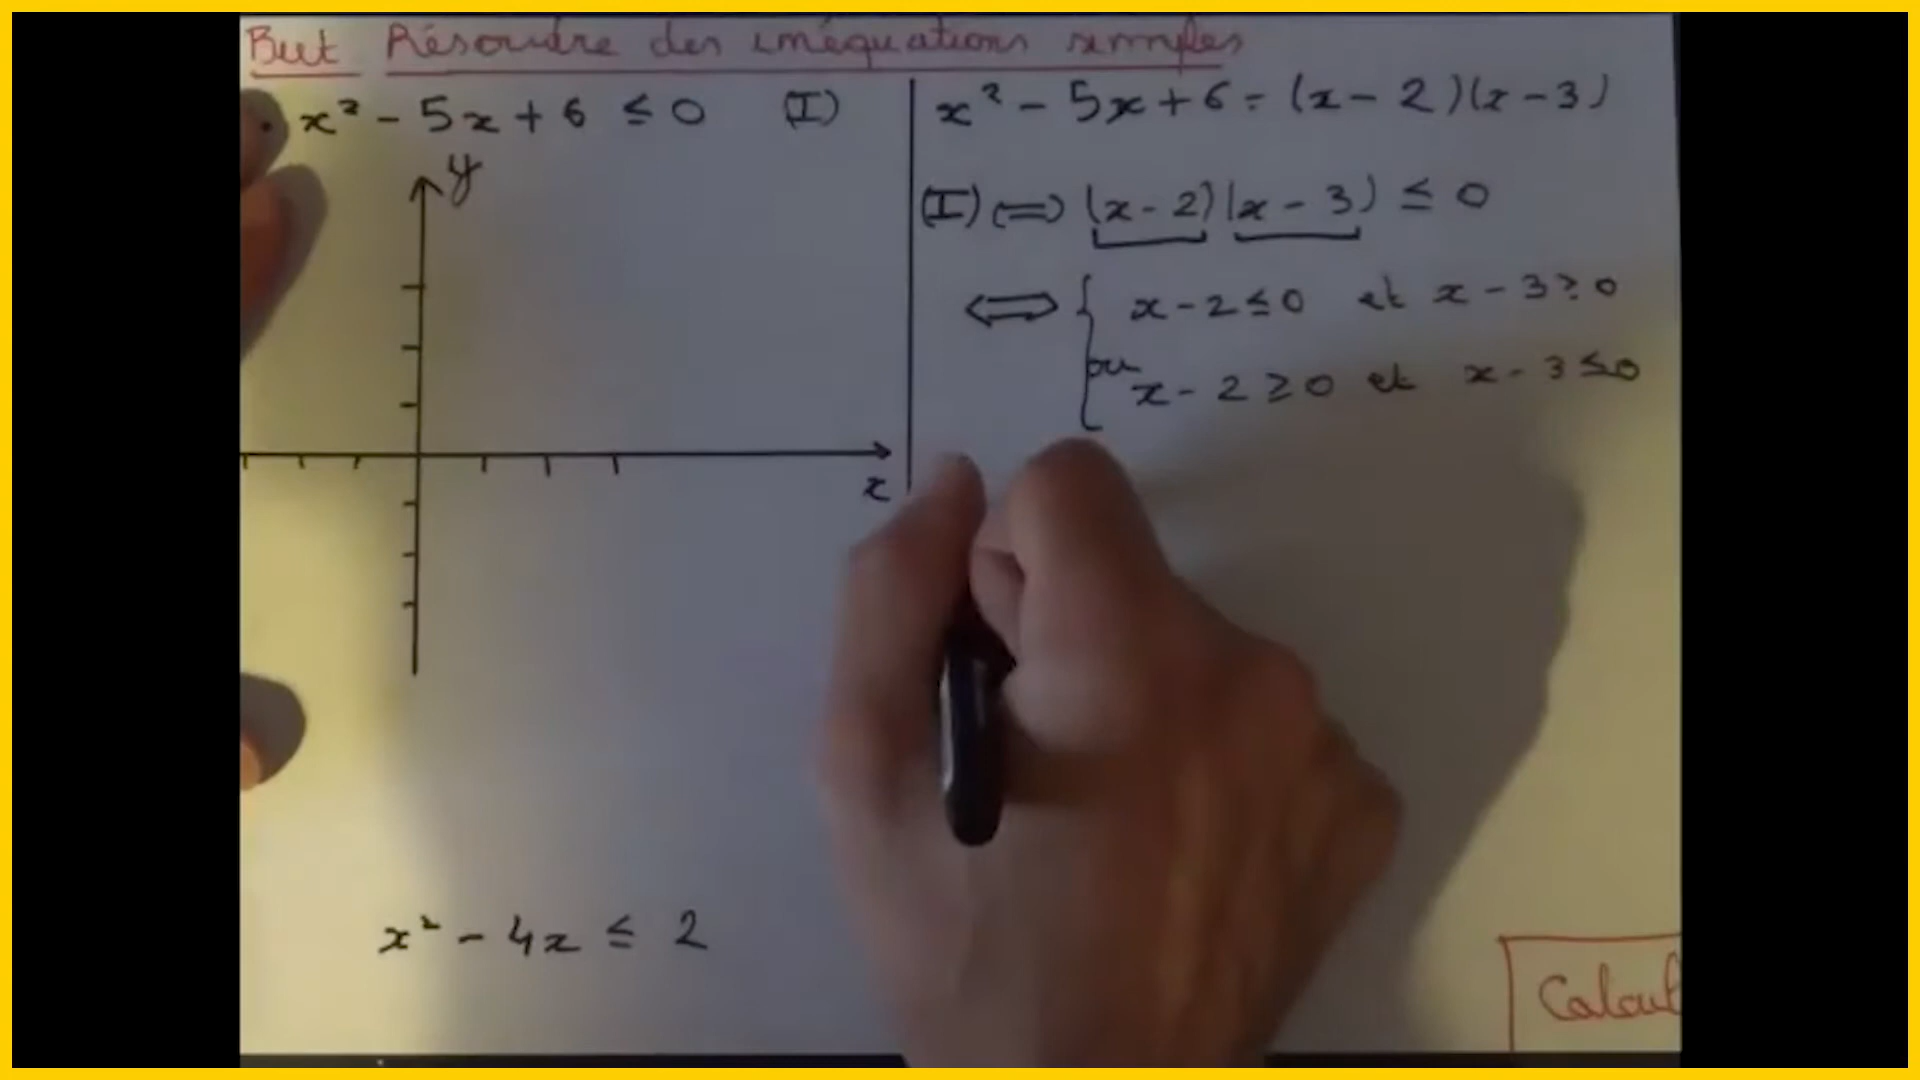 But Résoudre des inéquations simples
• x² - 5x + 6 ≤ 0 (I)
y
x
x² - 4x ≤ 2
x² - 5x + 6 = (x - 2)(x - 3)
(I) ⟺ (x - 2)(x - 3) ≤ 0
⟺ { x - 2 ≤ 0 et x - 3 ≥ 0
ou
x - 2 ≥ 0 et x - 3 ≤ 0
Calcul